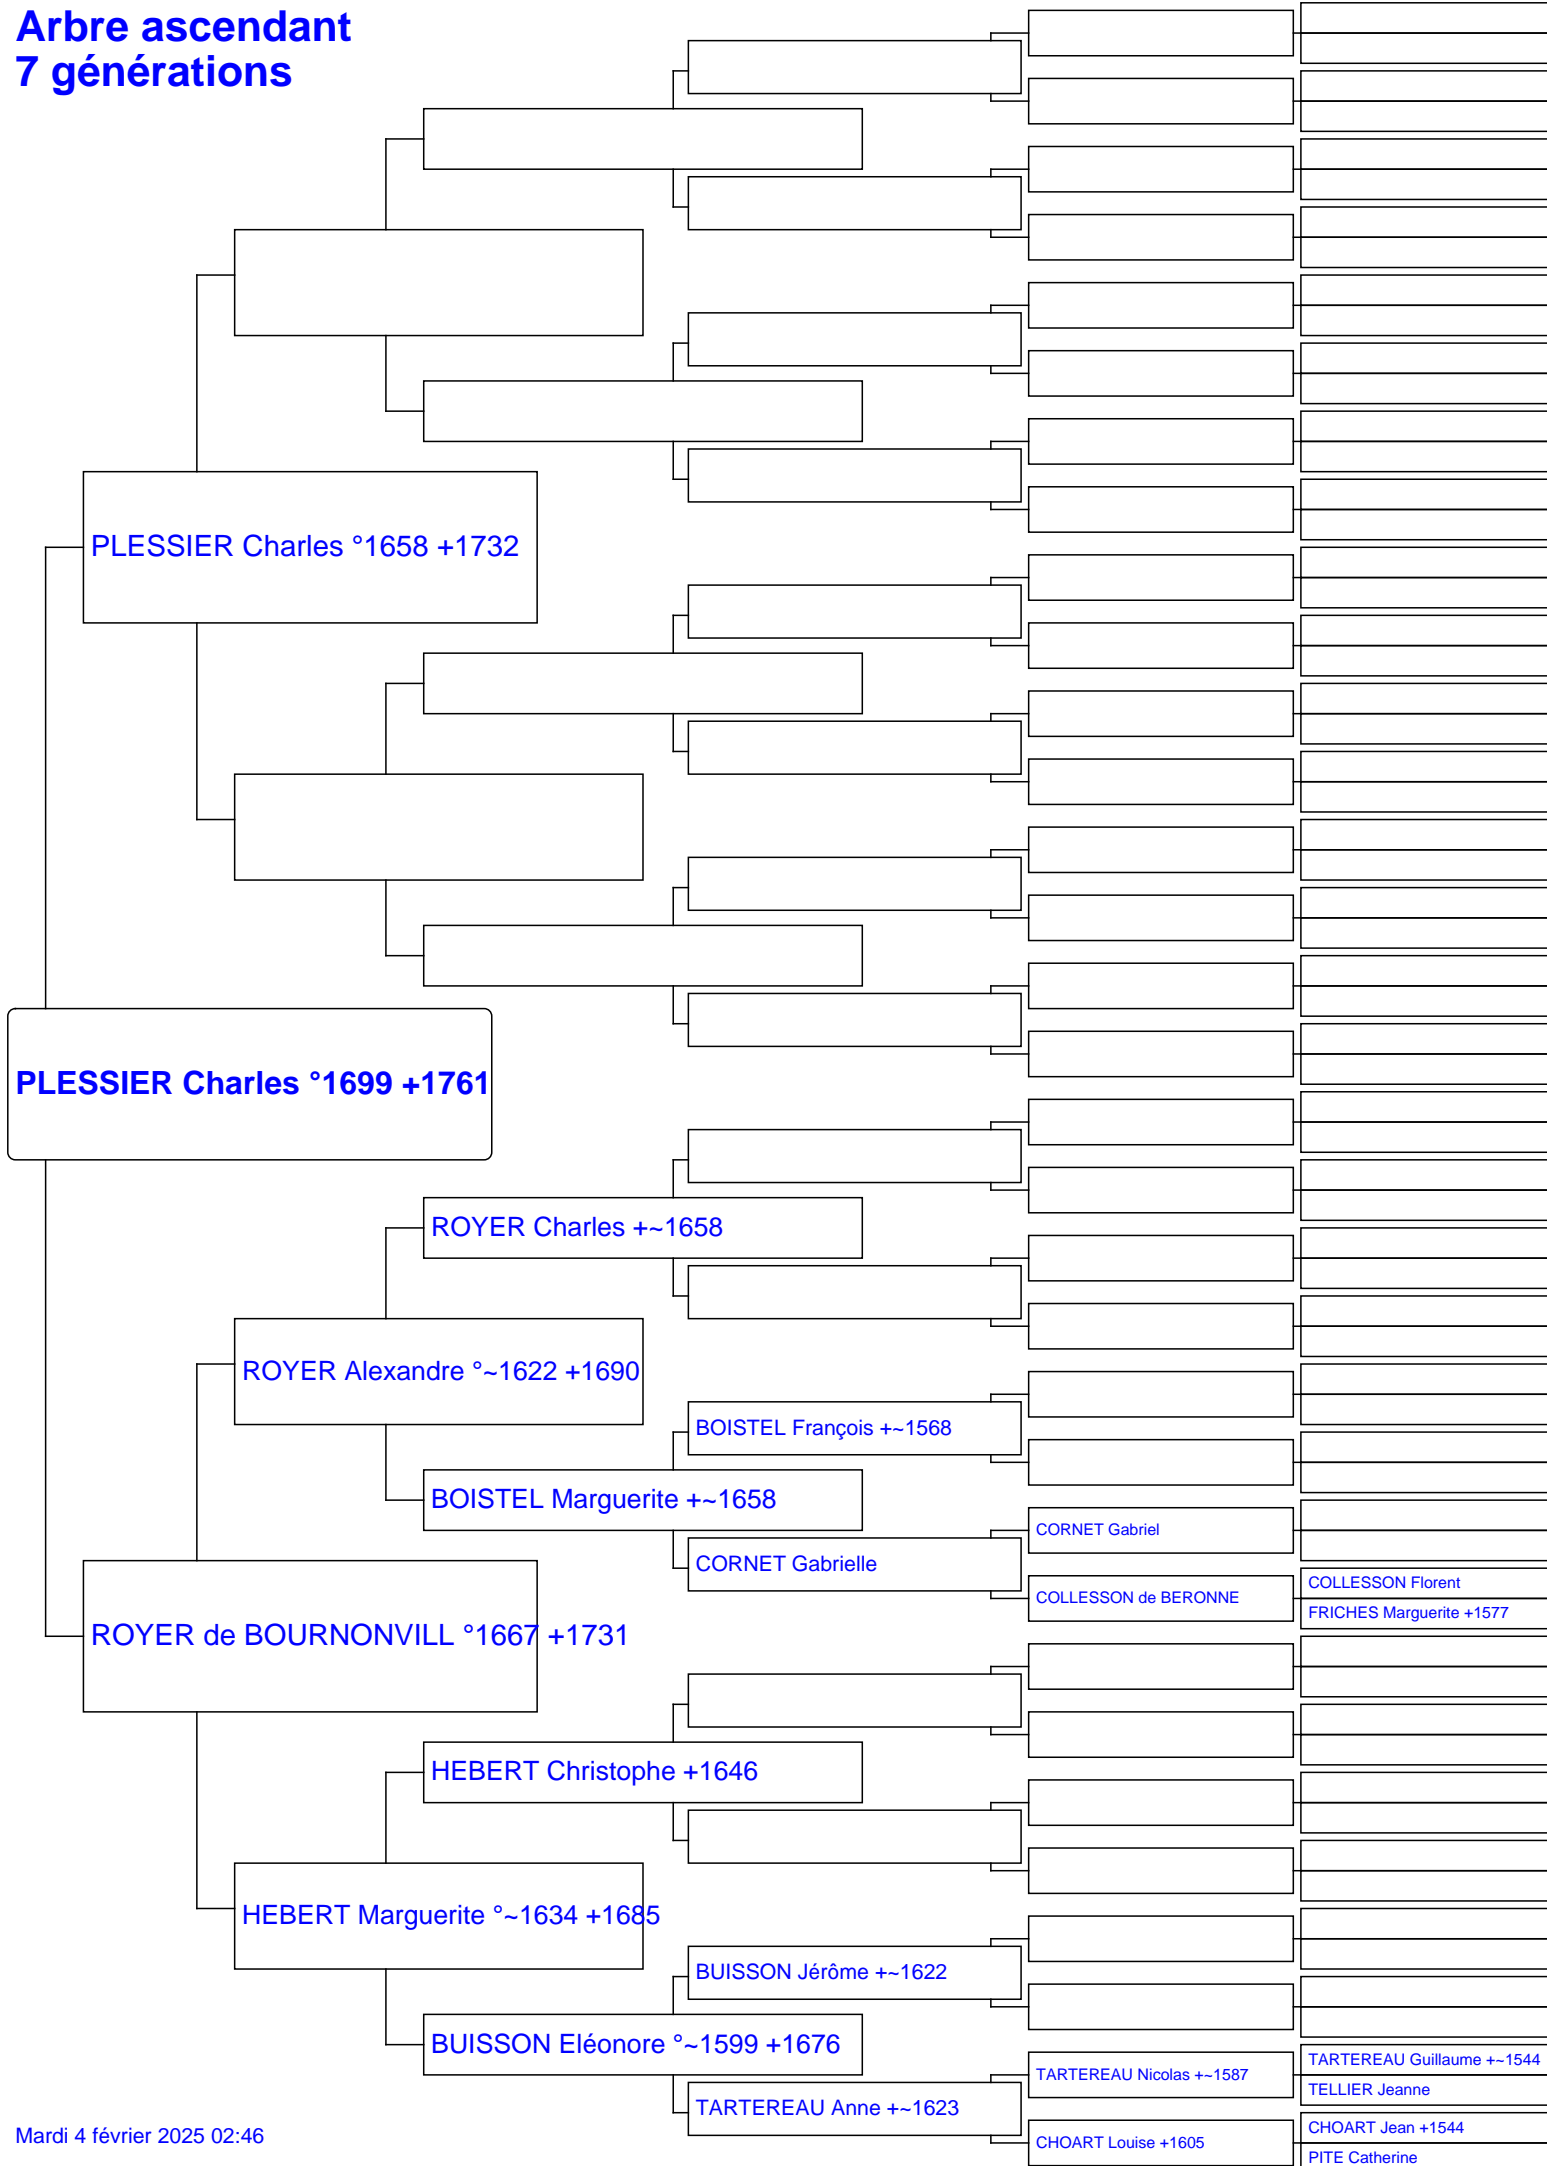 Arbre ascendant
7 générations
PLESSIER Charles °1658 +1732
PLESSIER Charles °1699 +1761
ROYER Charles +~1658
ROYER Alexandre °~1622 +1690
BOISTEL François +~1568
BOISTEL Marguerite +~1658
CORNET Gabriel
CORNET Gabrielle
COLLESSON Florent
COLLESSON de BERONNE
FRICHES Marguerite +1577
ROYER de BOURNONVILL °1667 +1731
HEBERT Christophe +1646
HEBERT Marguerite °~1634 +1685
BUISSON Jérôme +~1622
BUISSON Eléonore °~1599 +1676
TARTEREAU Guillaume +~1544
TARTEREAU Nicolas +~1587
TELLIER Jeanne
TARTEREAU Anne +~1623
CHOART Jean +1544
CHOART Louise +1605
PITE Catherine
Mardi 4 février 2025 02:46